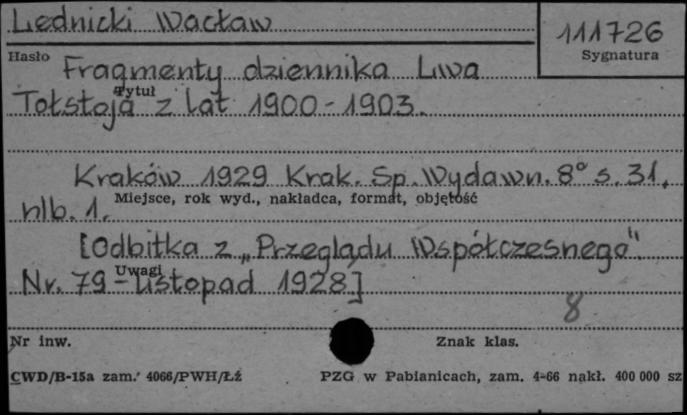 Lednicki Wacław
111726
Sygnatura
Hasło
Fragmenty dziennika Lwa
Tytuł
Tołstoja z lat 1900-1903.
Kraków 1929 Krak. Sp. Wydawn. 8° s. 31,
Miejsce, rok wyd., nakładca, format, objętość
nlb. 1.
[Odbitka z „Przeglądu Współczesnego"
Uwagi
Nr. 79 - listopad 1928]
8
Nr inw.
Znak klas.
CWD/B-15a zam. 4066/PWH/Łź
PZG w Pabianicach, zam. 4-66 nakł. 400 000 sz